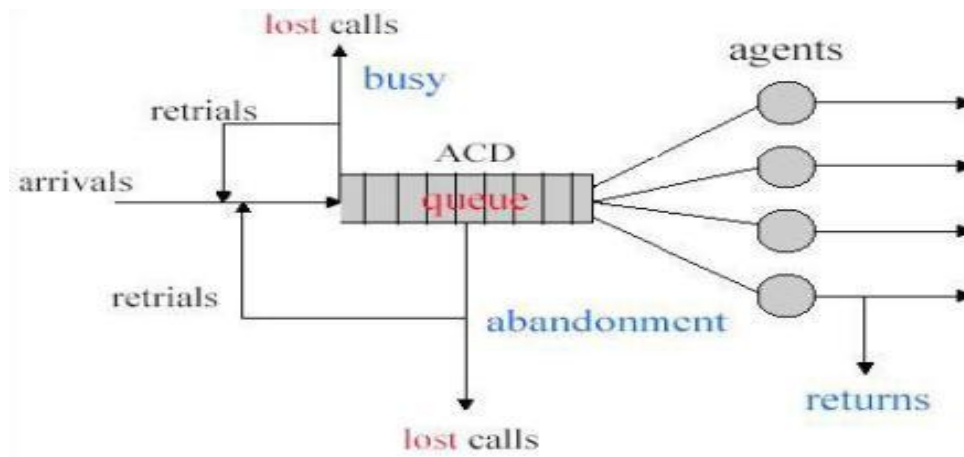 lost calls
agents
busy
retrials
ACD
arrivals
queue
retrials
abandonment
returns
lost calls